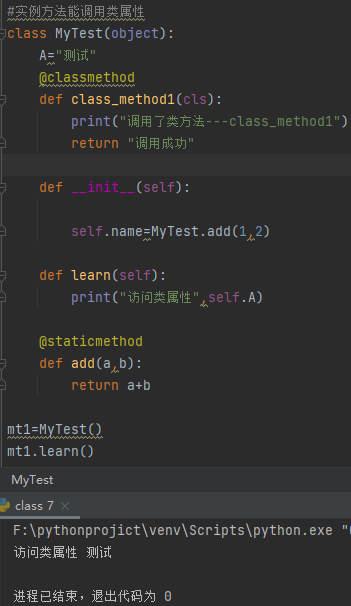 #实例方法能调用类属性
class MyTest(object):
    A="测试"
    @classmethod
    def class_method1(cls):
        print("调用了类方法---class_method1")
        return "调用成功"
    def __init__(self):
        self.name=MyTest.add(1,2)
    def learn(self):
        print("访问类属性",self.A)
    @staticmethod
    def add(a,b):
        return a+b
mt1=MyTest()
mt1.learn()
MyTest
class 7 ×
F:\pythonprojict\venv\Scripts\python.exe "
访问类属性 测试
进程已结束，退出代码为 0